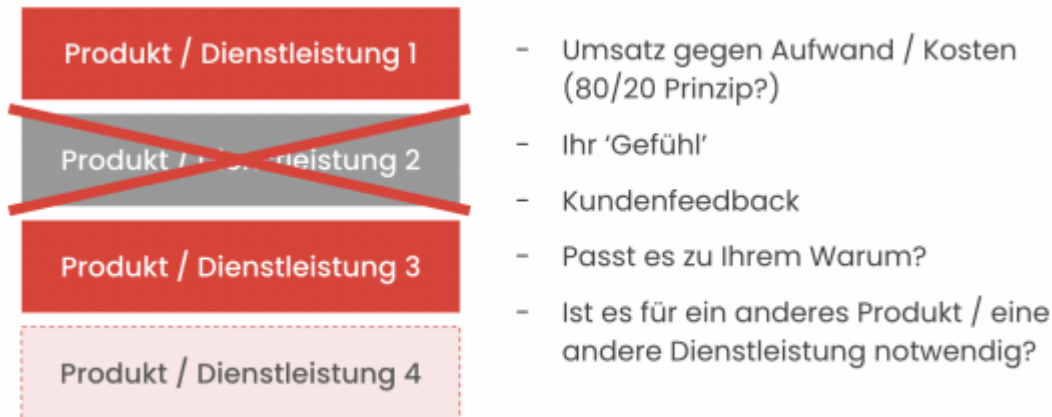 Produkt / Dienstleistung 1
Produkt / Dienstleistung 2
Produkt / Dienstleistung 3
Produkt / Dienstleistung 4
- Umsatz gegen Aufwand / Kosten
(80/20 Prinzip?)
- Ihr ‘Gefühl’
- Kundenfeedback
- Passt es zu Ihrem Warum?
- Ist es für ein anderes Produkt / eine
andere Dienstleistung notwendig?